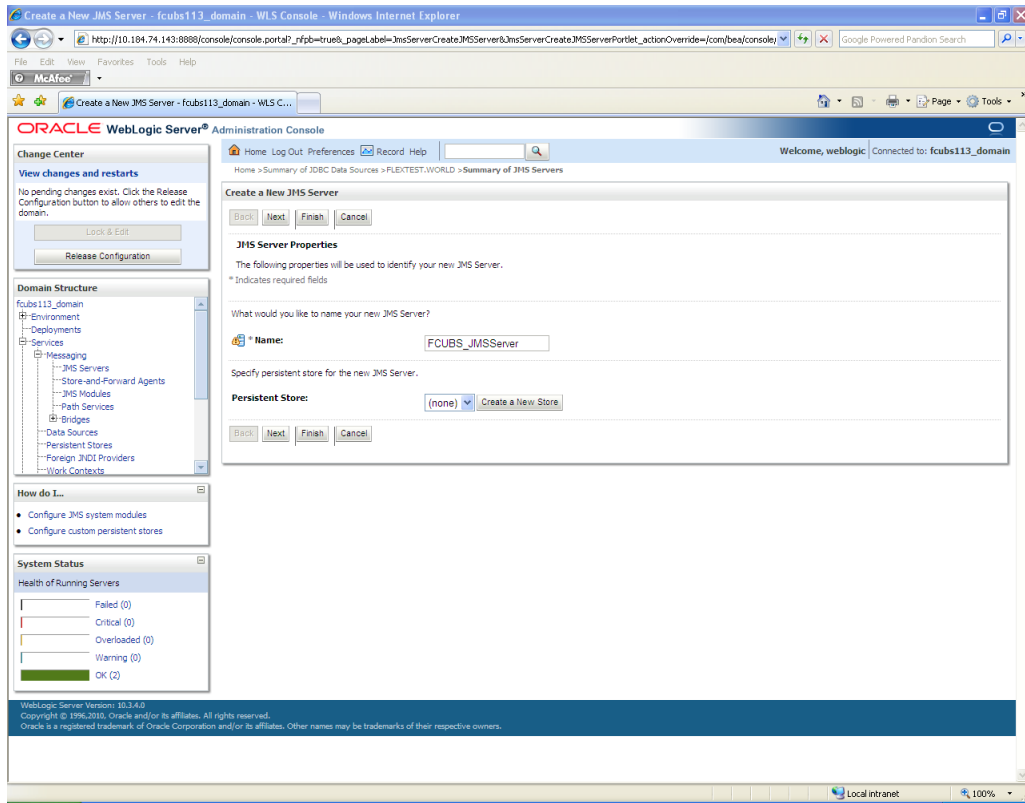 Create a New JMS Server - fcubs113_domain - WLS Console - Windows Internet Explorer
http://10.184.74.143:8888/console/console.portal?_nfpb=true&_pageLabel=JmsServerCreateJMSServer&JmsServerCreateJMSServerPortlet_actionOverride=/com/bea/console/
Google Powered Pandion Search
File Edit View Favorites Tools Help
McAfee
Create a New JMS Server - fcubs113_domain - WLS C...
Page Tools
ORACLE WebLogic Server® Administration Console
Change Center
View changes and restarts
No pending changes exist. Click the Release
Configuration button to allow others to edit the
domain.
Lock & Edit
Release Configuration
Domain Structure
fcubs113_domain
Environment
Deployments
Services
Messaging
JMS Servers
Store-and-Forward Agents
JMS Modules
Path Services
Bridges
Data Sources
Persistent Stores
Foreign JNDI Providers
Work Contexts
How do I...
Configure JMS system modules
Configure custom persistent stores
System Status
Health of Running Servers
Failed (0)
Critical (0)
Overloaded (0)
Warning (0)
OK (2)
Home Log Out Preferences Record Help
Welcome, weblogic Connected to: fcubs113_domain
Home >Summary of JDBC Data Sources >FLEXTEST.WORLD >Summary of JMS Servers
Create a New JMS Server
Back Next Finish Cancel
JMS Server Properties
The following properties will be used to identify your new JMS Server.
* Indicates required fields
What would you like to name your new JMS Server?
* Name: FCUBS_JMSServer
Specify persistent store for the new JMS Server.
Persistent Store: (none) Create a New Store
Back Next Finish Cancel
WebLogic Server Version: 10.3.4.0
Copyright © 1996,2010, Oracle and/or its affiliates. All rights reserved.
Oracle is a registered trademark of Oracle Corporation and/or its affiliates. Other names may be trademarks of their respective owners.
Local intranet
100%